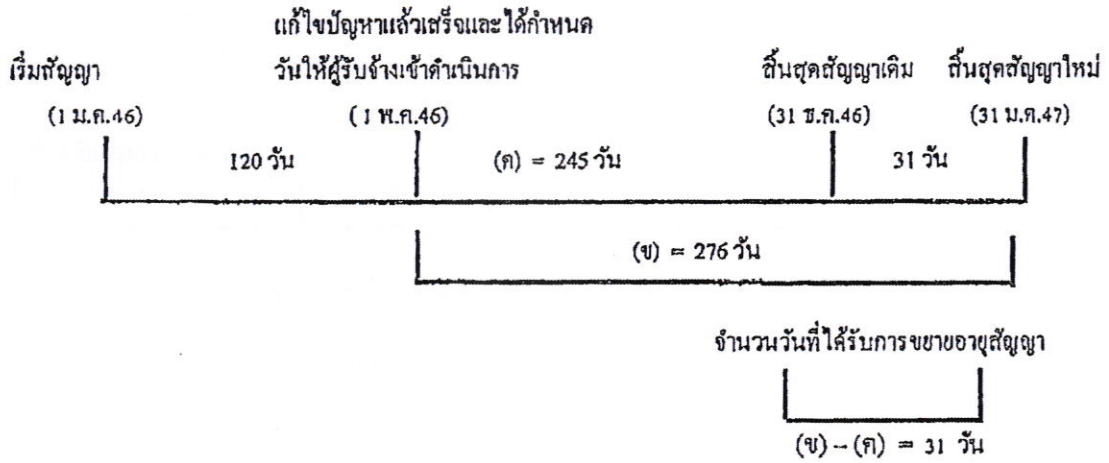 แก้ไขปัญหาแล้วเสร็จและได้กำหนด
เริ่มสัญญา วันให้ผู้รับจ้างเข้าดำเนินการ สิ้นสุดสัญญาเดิม สิ้นสุดสัญญาใหม่
(1 ม.ค.46) (1 พ.ค.46) (31 ธ.ค.46) (31 ม.ค.47)
120 วัน (ค) = 245 วัน 31 วัน
(ข) = 276 วัน
จำนวนวันที่ได้รับการขยายอายุสัญญา
(ข) – (ค) = 31 วัน